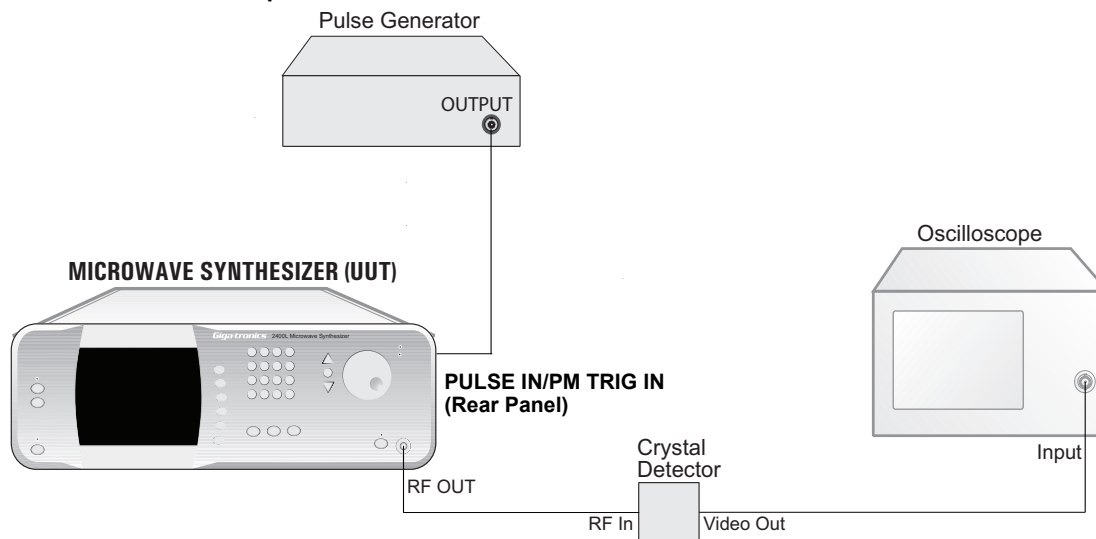 Pulse Generator
OUTPUT
Oscilloscope
MICROWAVE SYNTHESIZER (UUT)
Giga-tronics 2400L Microwave Synthesizer
PULSE IN/PM TRIG IN
(Rear Panel)
Input
Crystal
Detector
RF OUT
RF In
Video Out